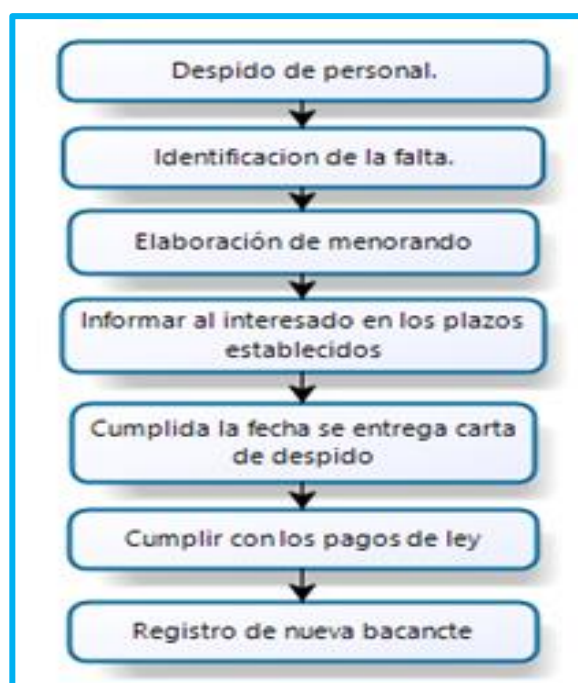 Despido de personal.
Identificacion de la falta.
Elaboración de menorando
Informar al interesado en los plazos
establecidos
Cumplida la fecha se entrega carta
de despido
Cumplir con los pagos de ley
Registro de nueva bacancte